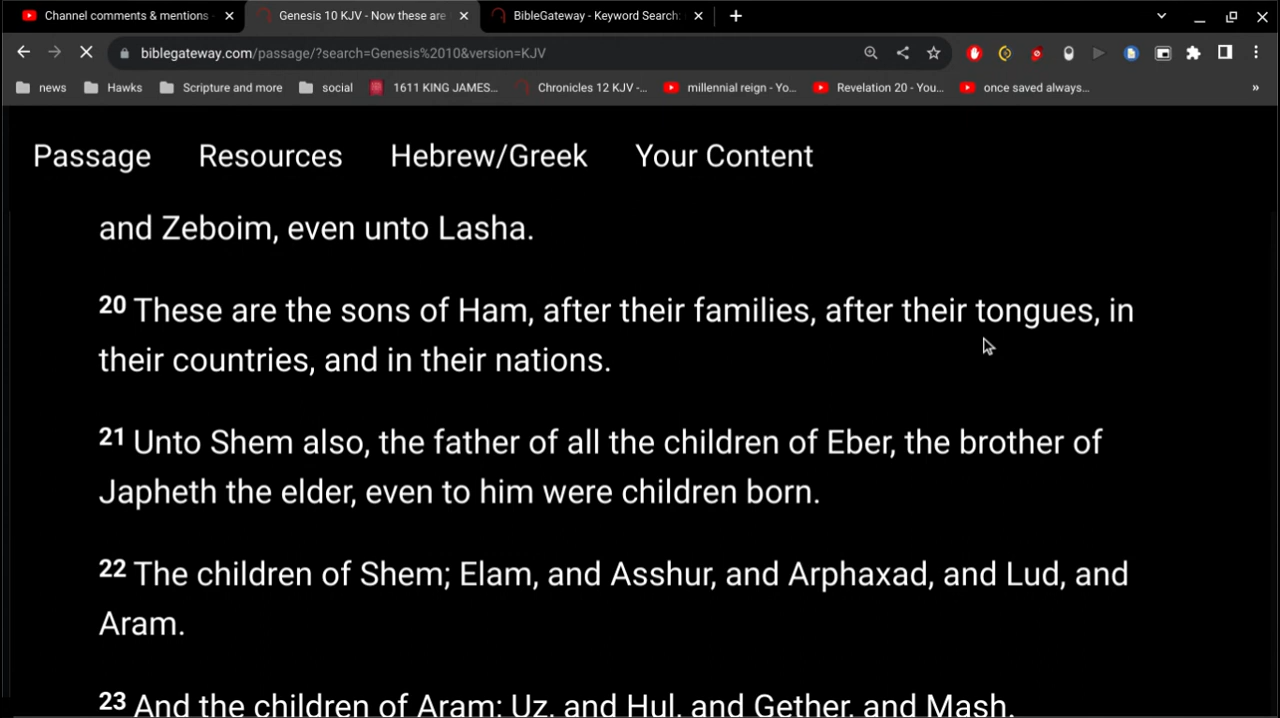 Channel comments & mentions
Genesis 10 KJV - Now these are
BibleGateway - Keyword Search:
biblegateway.com/passage/?search=Genesis%2010&version=KJV
news
Hawks
Scripture and more
social
1611 KING JAMES...
Chronicles 12 KJV -...
millennial reign - Yo...
Revelation 20 - You...
once saved always...
»
Passage Resources Hebrew/Greek Your Content
and Zeboim, even unto Lasha.
20 These are the sons of Ham, after their families, after their tongues, in
their countries, and in their nations.
21 Unto Shem also, the father of all the children of Eber, the brother of
Japheth the elder, even to him were children born.
22 The children of Shem; Elam, and Asshur, and Arphaxad, and Lud, and
Aram.
23 And the children of Aram; Uz, and Hul, and Gether, and Mash.